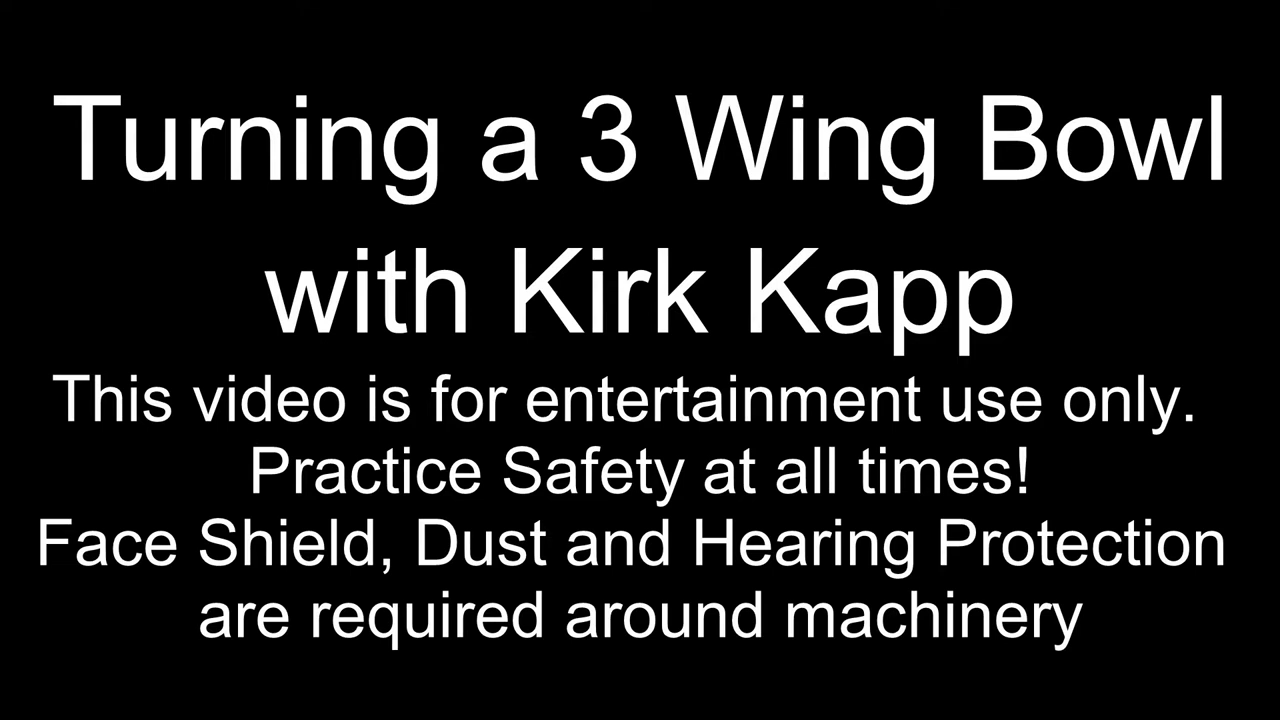 Turning a 3 Wing Bowl
with Kirk Kapp
This video is for entertainment use only.
Practice Safety at all times!
Face Shield, Dust and Hearing Protection
are required around machinery